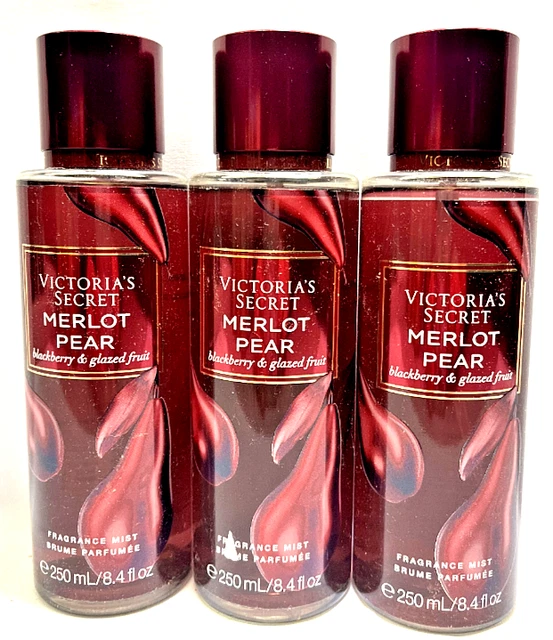 VICTORIA'S
SECRET
MERLOT
PEAR
blackberry & glazed fruit
FRAGRANCE MIST
BRUME PARFUMÉE
℮ 250 mL/8.4 fl oz
VICTORIA'S
SECRET
MERLOT
PEAR
blackberry & glazed fruit
MIST
PARFUMÉE
℮ 250 mL/8.4 fl oz
VICTORIA'S
SECRET
MERLOT
PEAR
blackberry & glazed fruit
FRAGRANCE MIST
BRUME PARFUMÉE
℮ 250 mL/8.4 fl oz